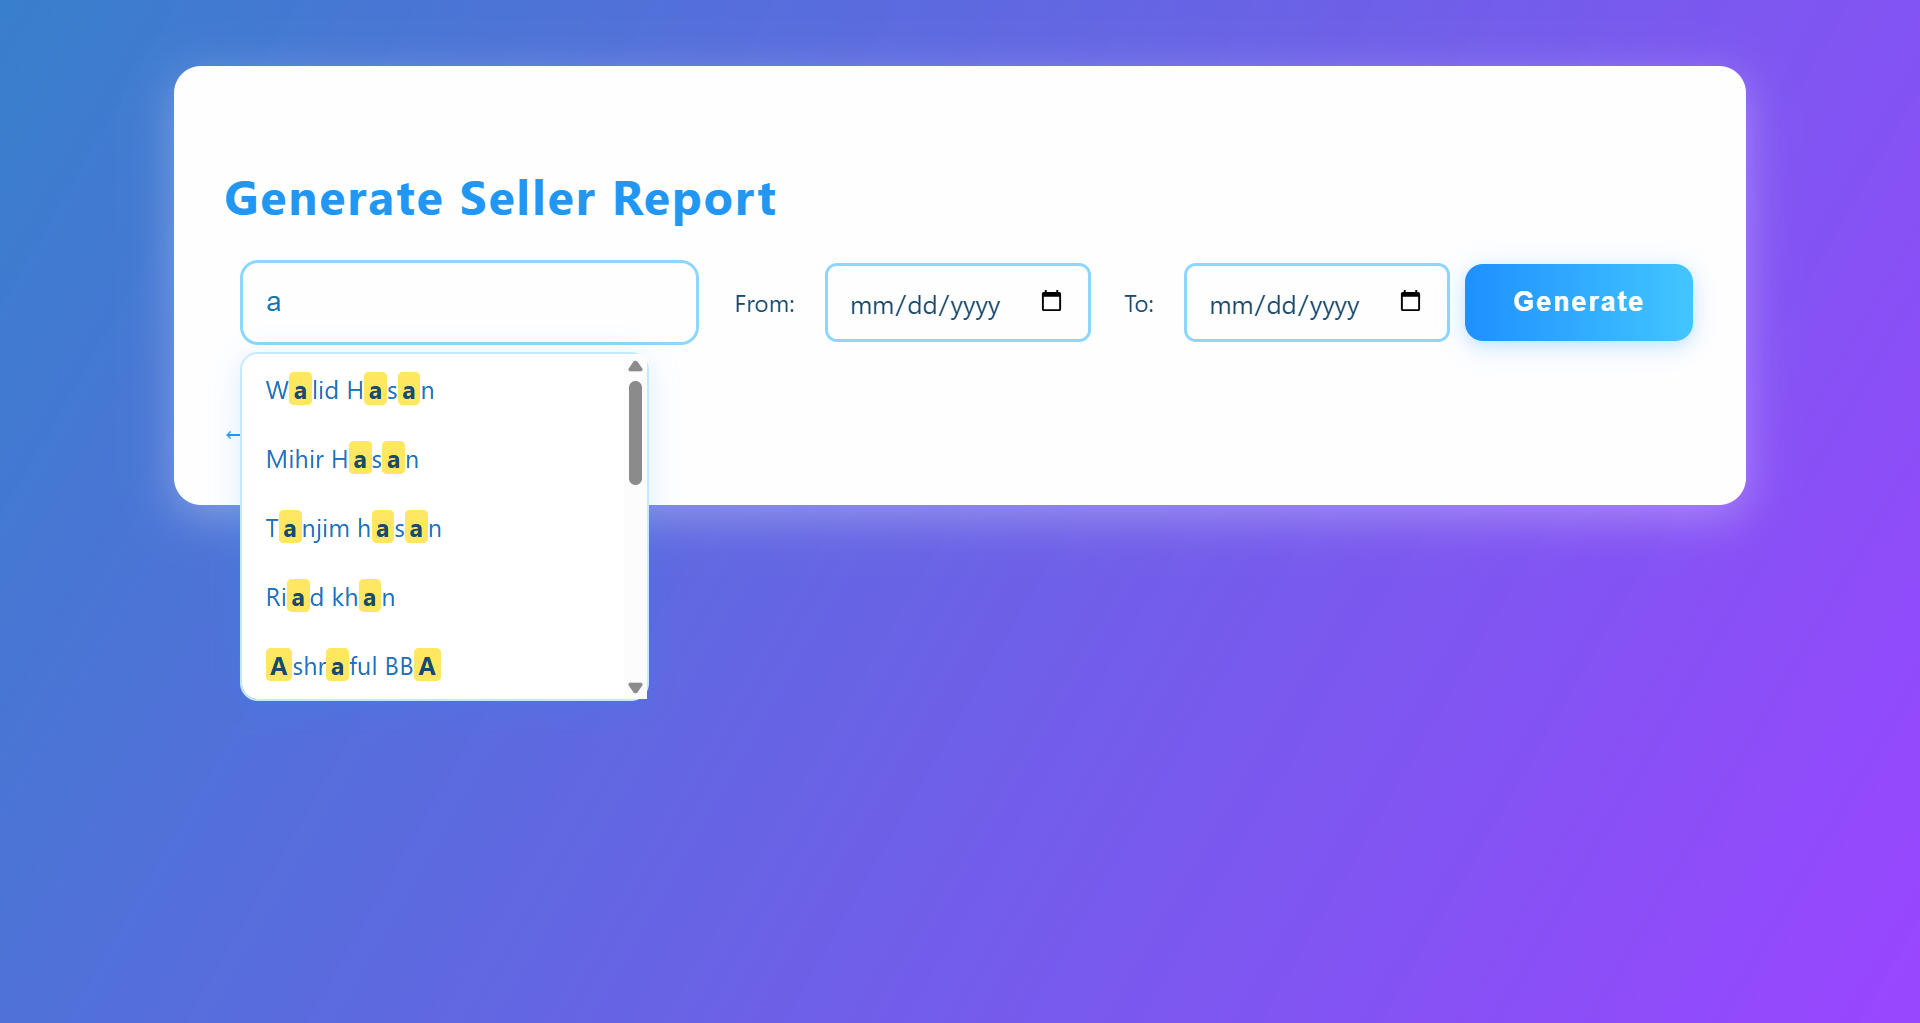 Generate Seller Report
a
From: mm/dd/yyyy To: mm/dd/yyyy Generate
Walid Hasan
←
Mihir Hasan
Tanjim hasan
Riad khan
Ashraful BBA